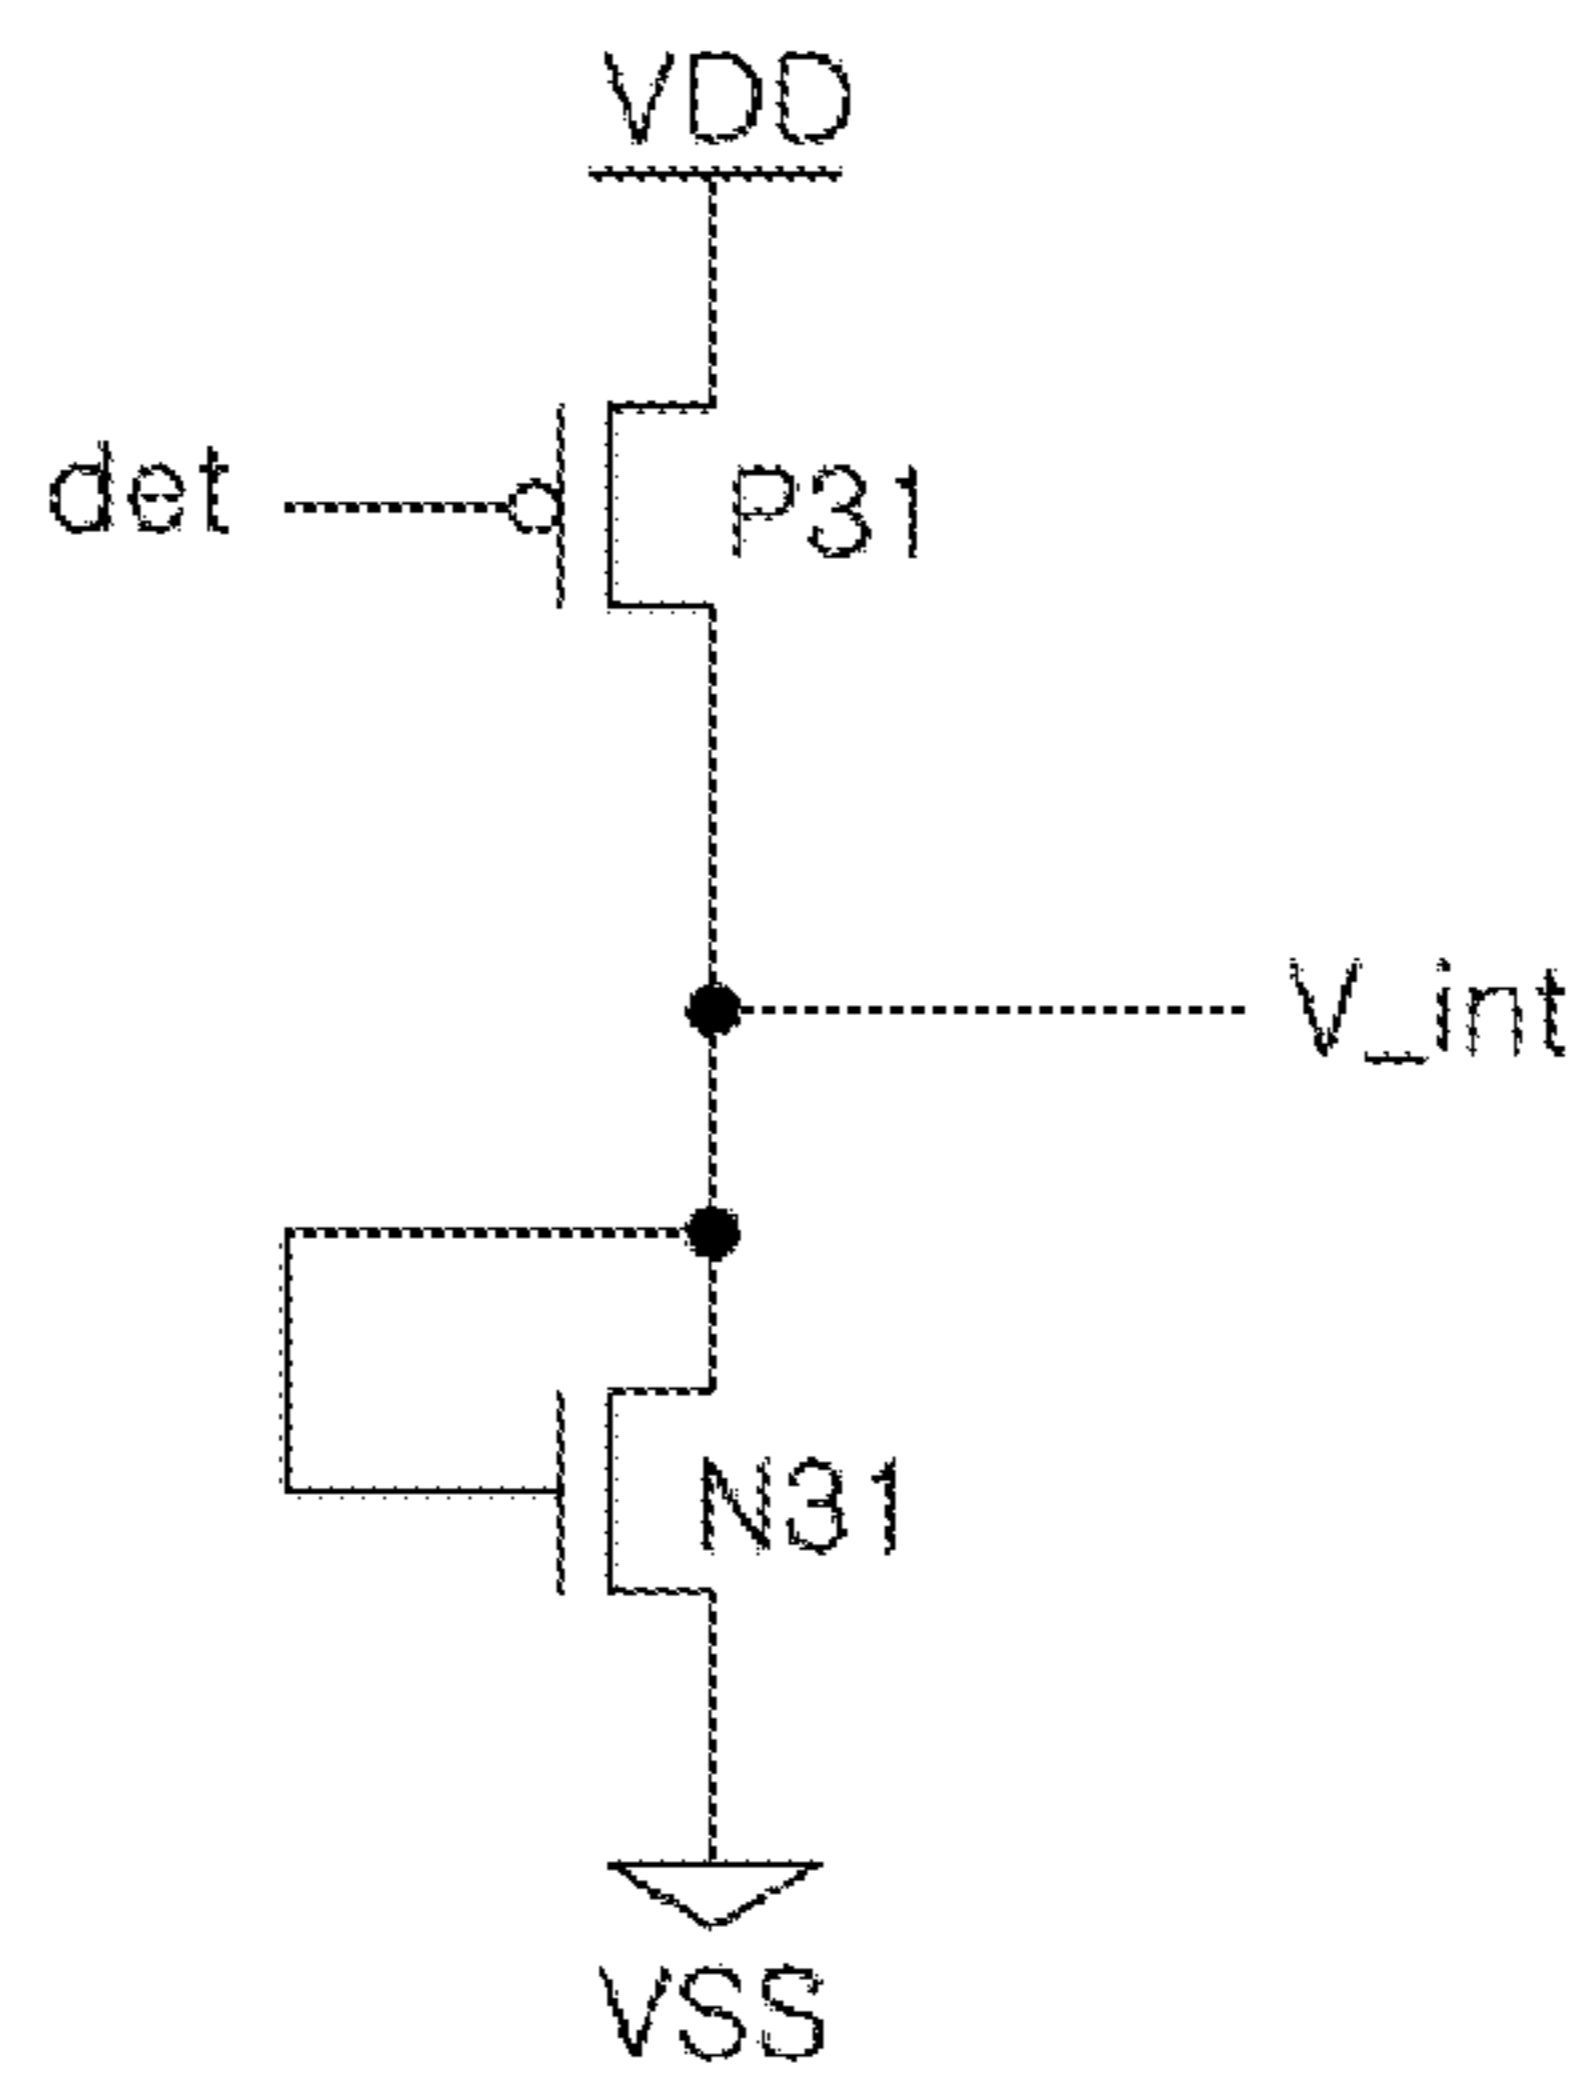 VDD
det
P31
V_int
N31
VSS